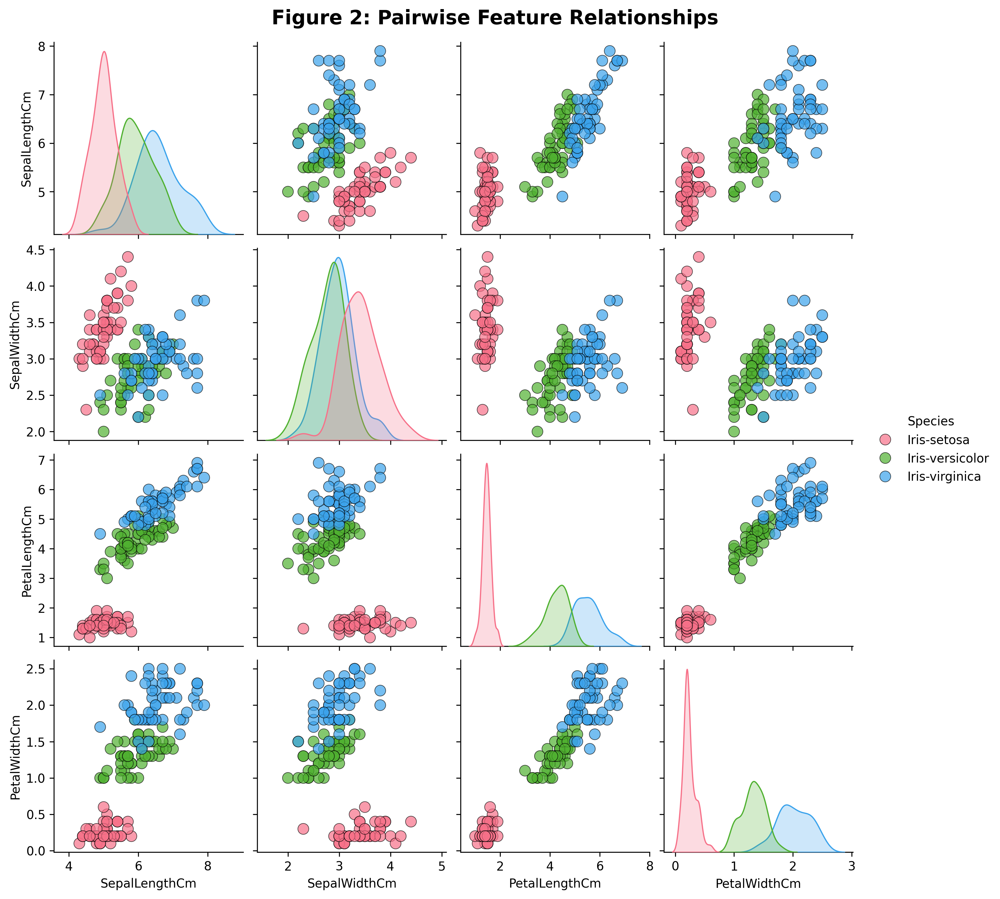 Figure 2: Pairwise Feature Relationships
8
7
6
5
SepalLengthCm
4.5
4.0
3.5
3.0
2.5
2.0
SepalWidthCm
7
6
5
4
3
2
1
PetalLengthCm
2.5
2.0
1.5
1.0
0.5
0.0
PetalWidthCm
4 6 8
SepalLengthCm
2 3 4 5
SepalWidthCm
2 4 6 8
PetalLengthCm
0 1 2 3
PetalWidthCm
Species
Iris-setosa
Iris-versicolor
Iris-virginica